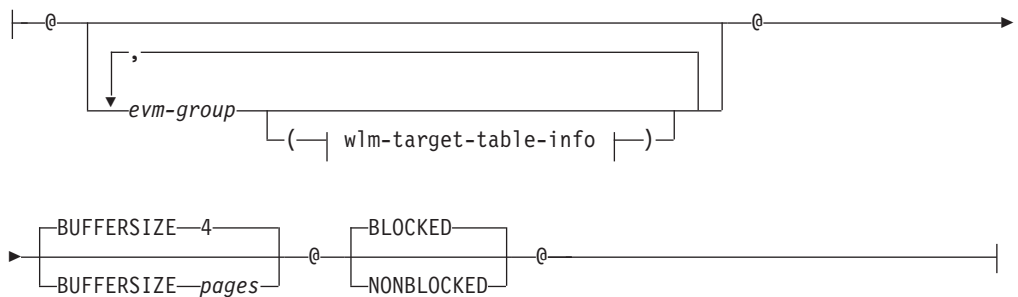 @ @
,
evm-group
( wlm-target-table-info )
BUFFERSIZE 4 BLOCKED
@ @
BUFFERSIZE pages NONBLOCKED